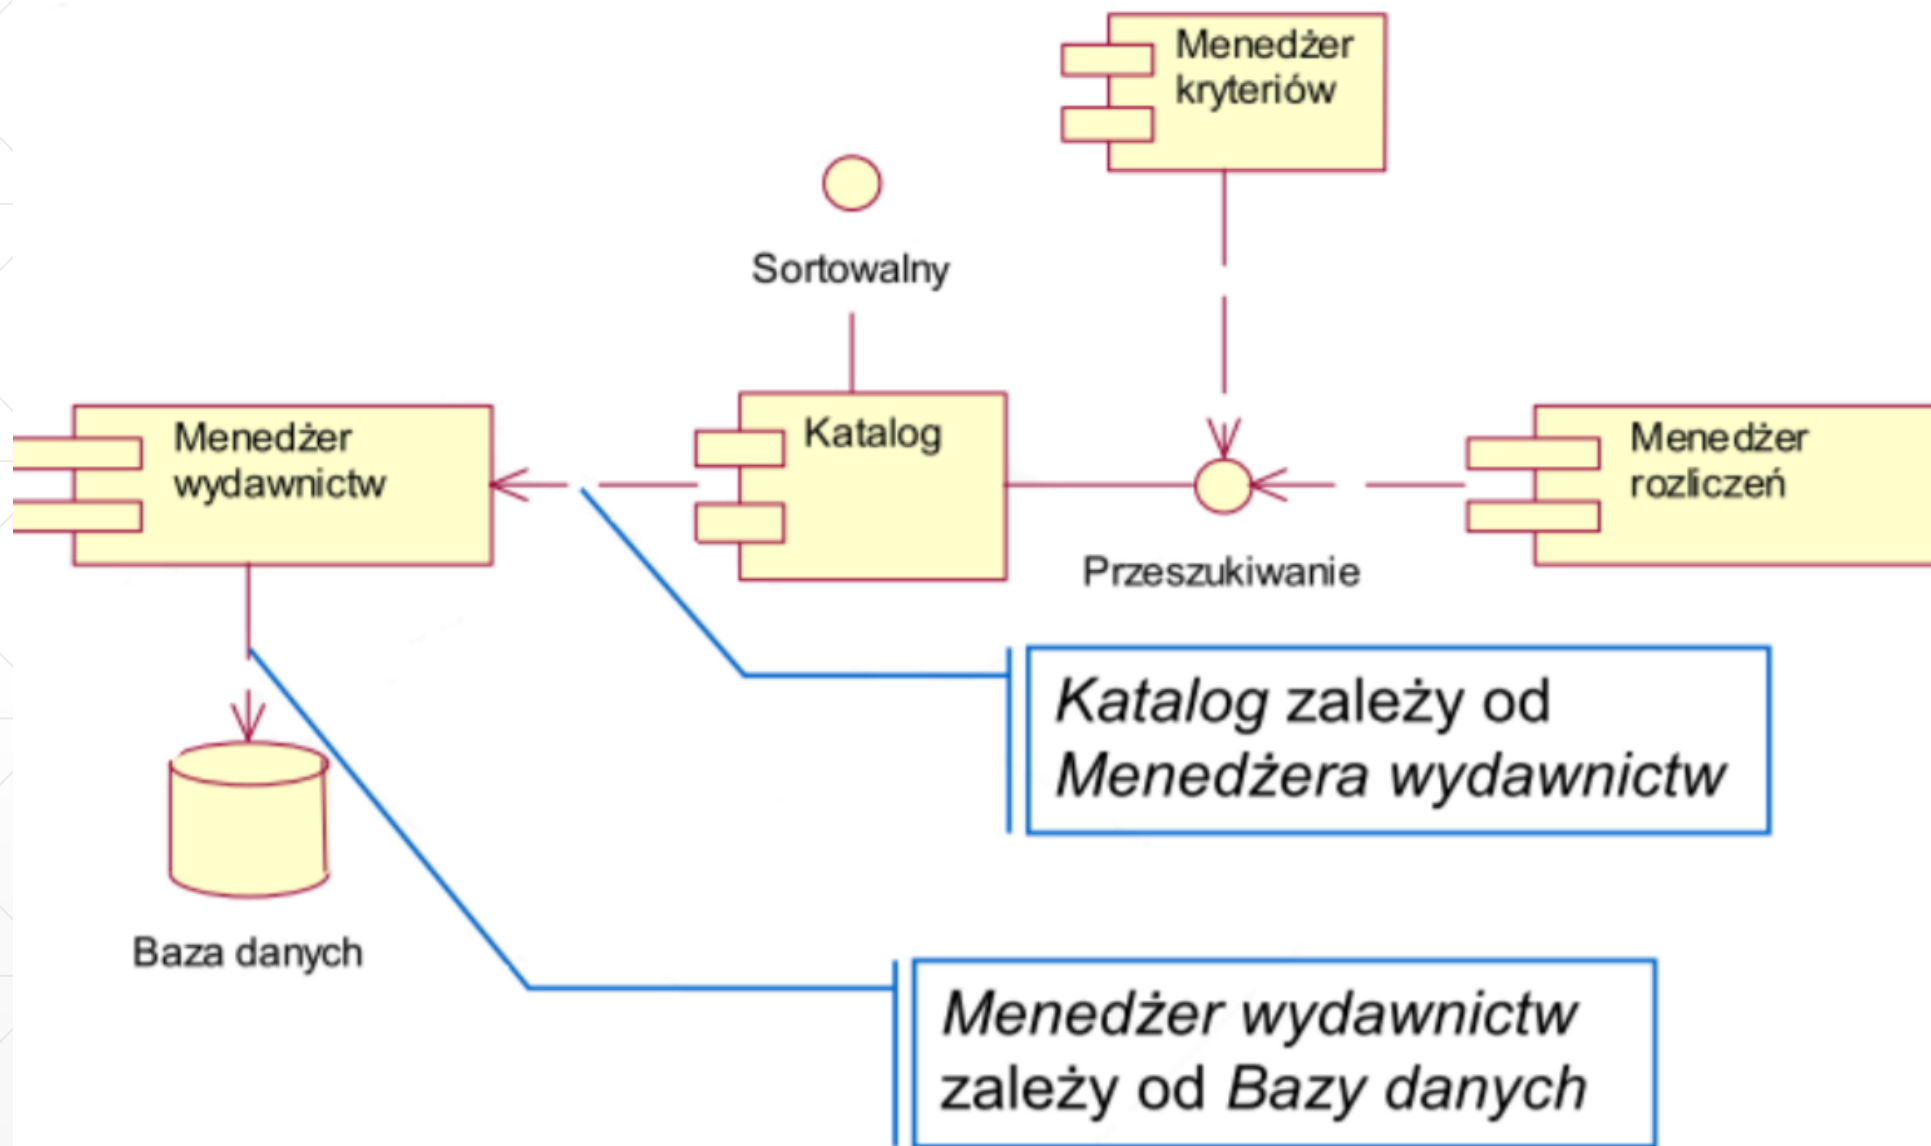 Menedżer
kryteriów
Sortowalny
Menedżer
wydawnictw
Katalog
Menedżer
rozliczeń
Przeszukiwanie
Katalog zależy od
Menedżera wydawnictw
Baza danych
Menedżer wydawnictw
zależy od Bazy danych